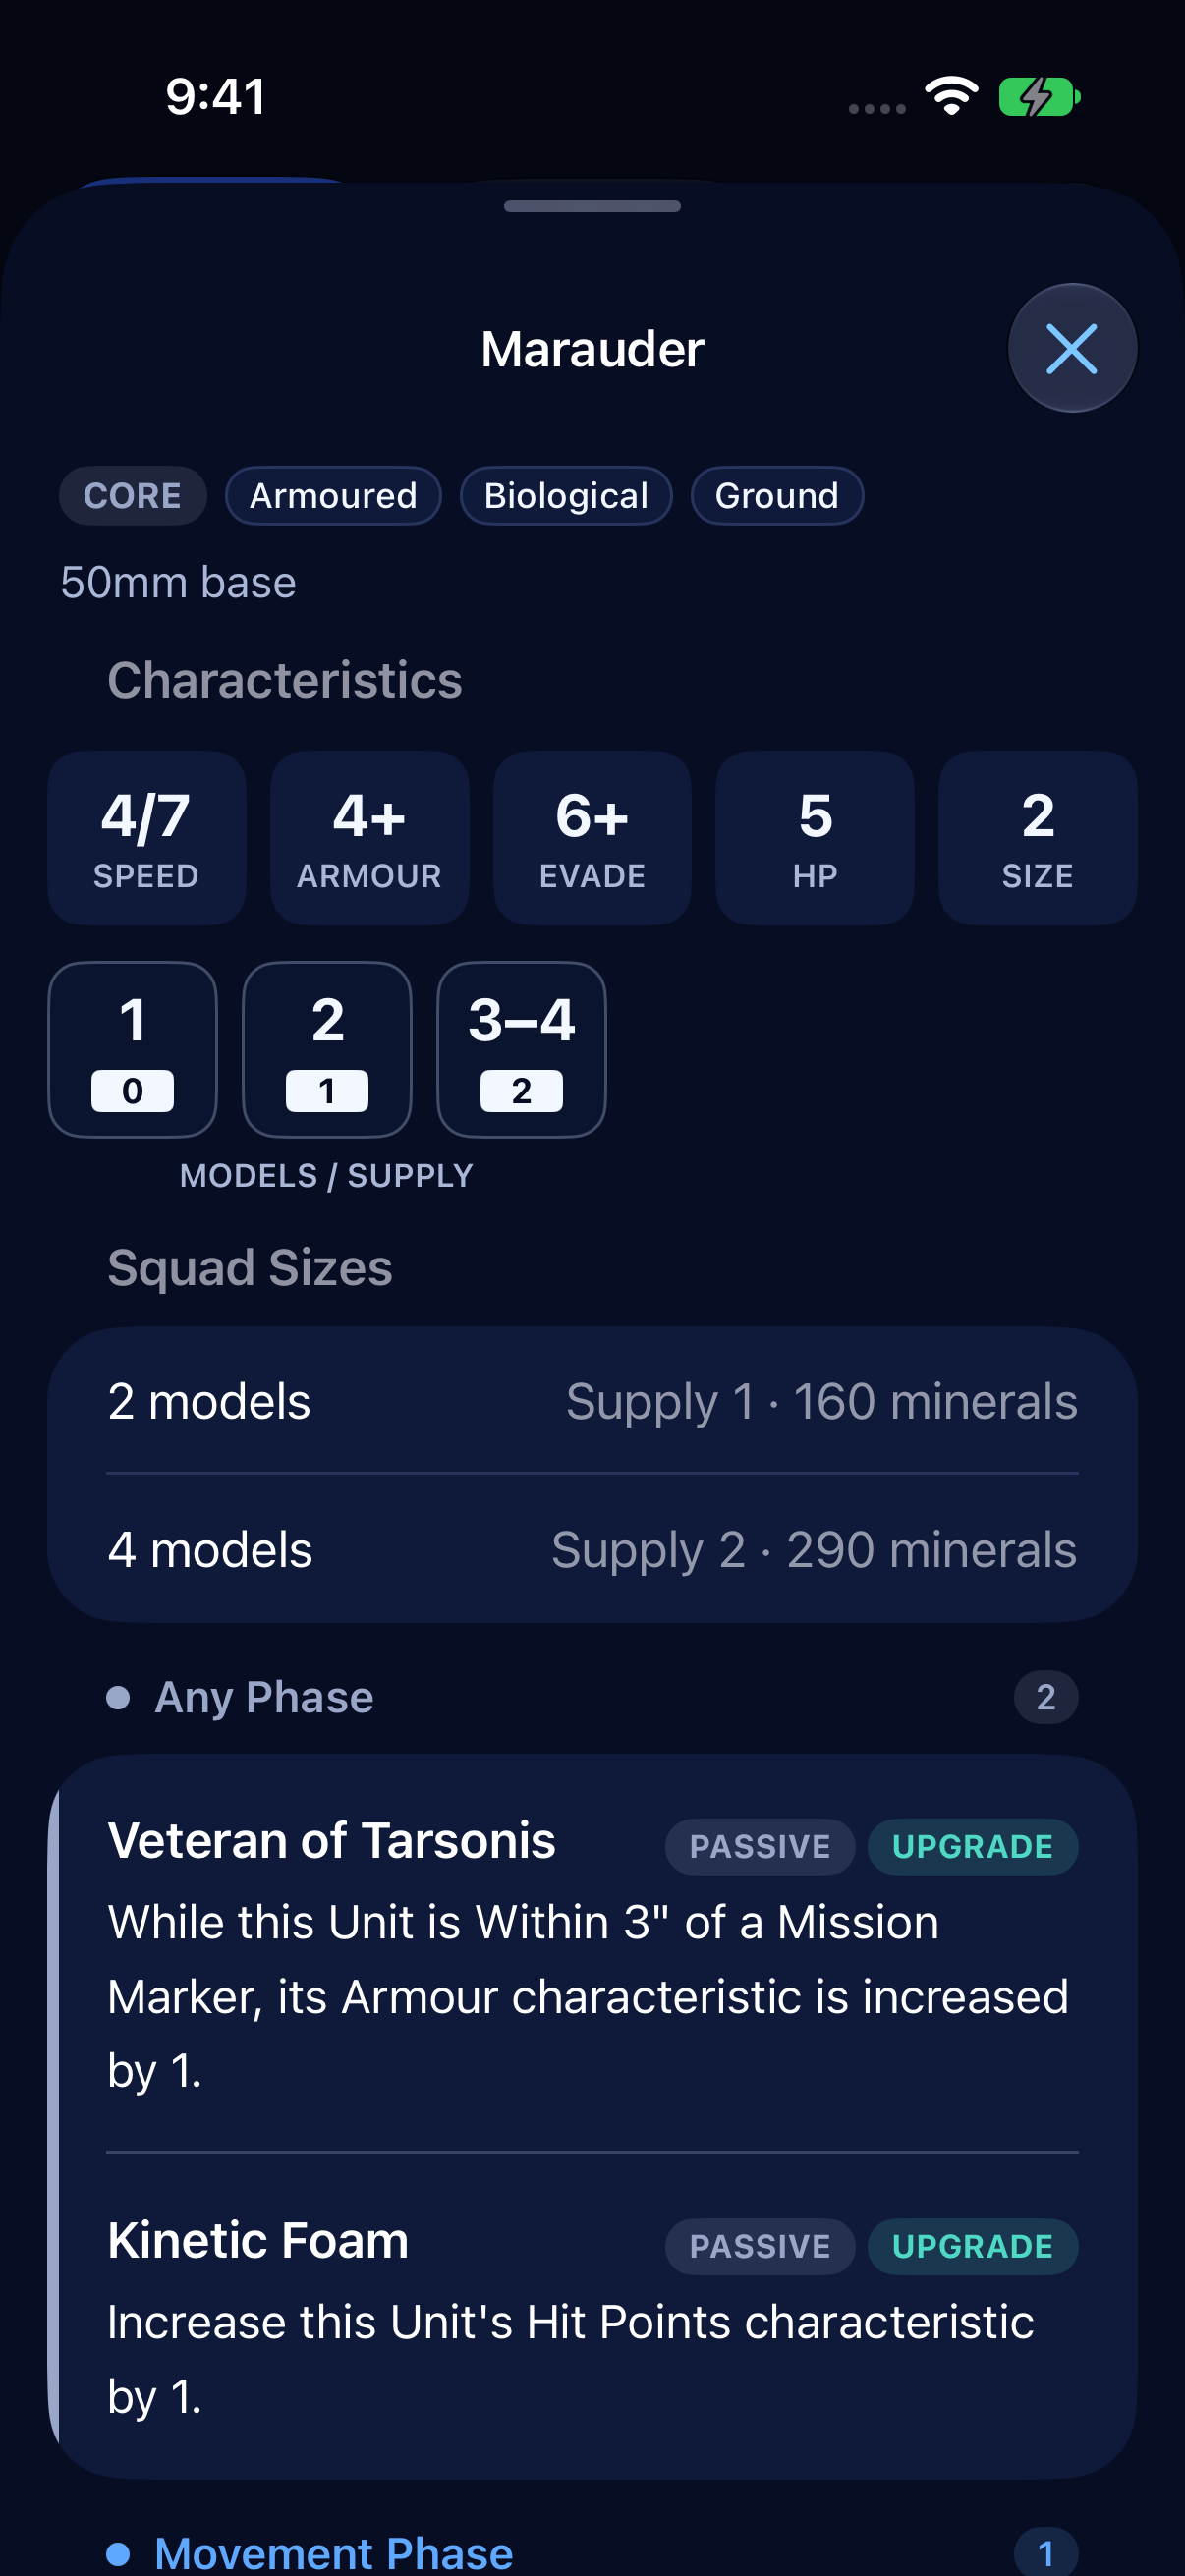 9:41
Marauder
CORE Armoured Biological Ground
50mm base
Characteristics
4/7 4+ 6+ 5 2
SPEED ARMOUR EVADE HP SIZE
1 2 3–4
0 1 2
MODELS / SUPPLY
Squad Sizes
2 models Supply 1 · 160 minerals
4 models Supply 2 · 290 minerals
Any Phase 2
Veteran of Tarsonis PASSIVE UPGRADE
While this Unit is Within 3" of a Mission
Marker, its Armour characteristic is increased
by 1.
Kinetic Foam PASSIVE UPGRADE
Increase this Unit's Hit Points characteristic
by 1.
Movement Phase 1